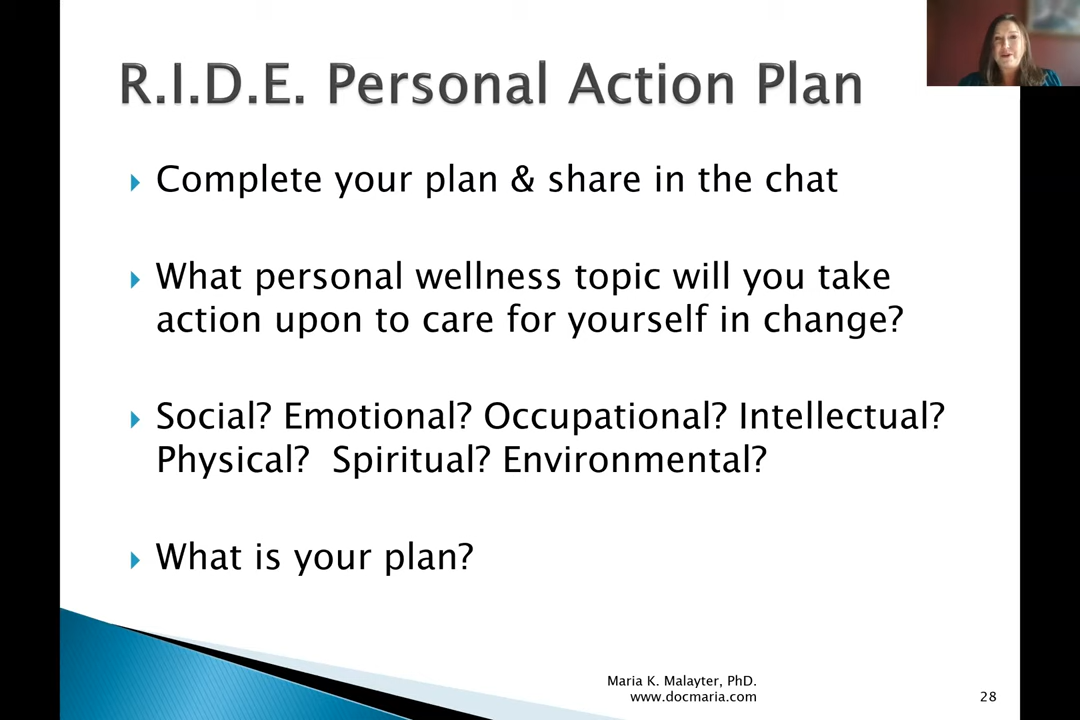 R.I.D.E. Personal Action Plan
Complete your plan & share in the chat
What personal wellness topic will you take
action upon to care for yourself in change?
Social? Emotional? Occupational? Intellectual?
Physical?  Spiritual? Environmental?
What is your plan?
Maria K. Malayter, PhD.
www.docmaria.com
28